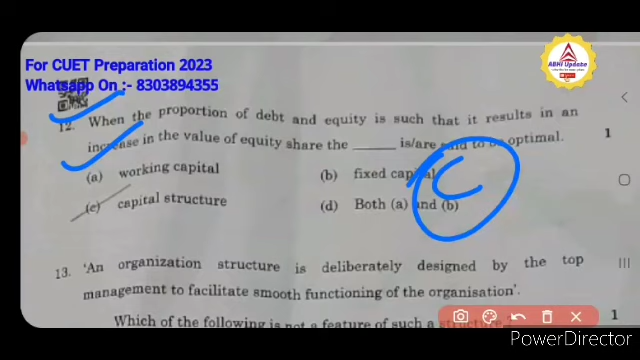 For CUET Preparation 2023
Whatsapp On :- 8303894355
ABHI Update
12. When the proportion of debt and equity is such that it results in an
increase in the value of equity share the ______ is/are said to be optimal. 1
(a) working capital (b) fixed capital
(c) capital structure (d) Both (a) and (b)
C
13. 'An organization structure is deliberately designed by the top
management to facilitate smooth functioning of the organisation'.
Which of the following is not a feature of such a structure ? 1
PowerDirector